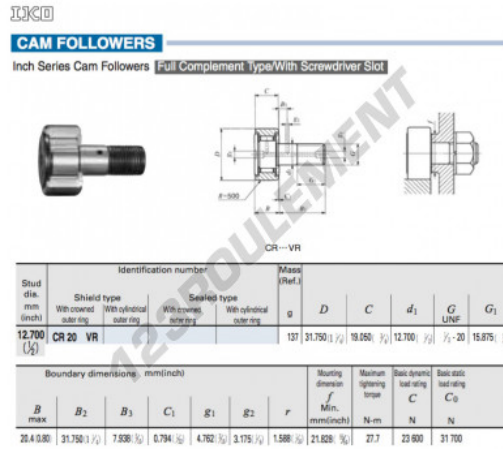 IKO
CAM FOLLOWERS
Inch Series Cam Followers Full Complement Type/With Screwdriver Slot
C
D
R=500
B
CR···VR
123ROULEMENT
Identification number
Mass (Ref.)
Stud dia. mm (inch)
Shield type
Sealed type
With crowned outer ring
With cylindrical outer ring
With crowned outer ring
With cylindrical outer ring
g
D
C
d1
G UNF
G1
12.700 (½)
CR 20 VR
137
31.750(1 ¼)
19.050
12.700
½-20
15.875
Boundary dimensions mm(inch)
Mounting dimension f Min. mm(inch)
Maximum tightening torque N-m
Basic dynamic load rating C N
Basic static load rating C0 N
B max
B2
B3
C1
g1
g2
r
20.4(0.80)
31.750(1 ¼)
7.938
0.794
4.762
3.175
1.588
21.828
27.7
23 600
31 700